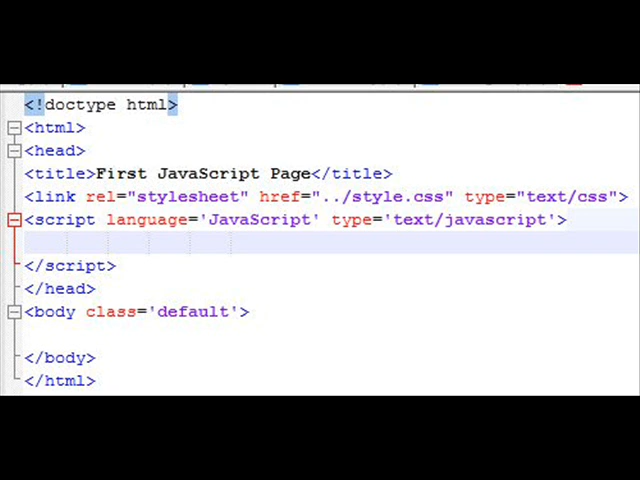 <!doctype html>
<html>
<head>
<title>First JavaScript Page</title>
<link rel="stylesheet" href="../style.css" type="text/css">
<script language='JavaScript' type='text/javascript'>
</script>
</head>
<body class='default'>
</body>
</html>